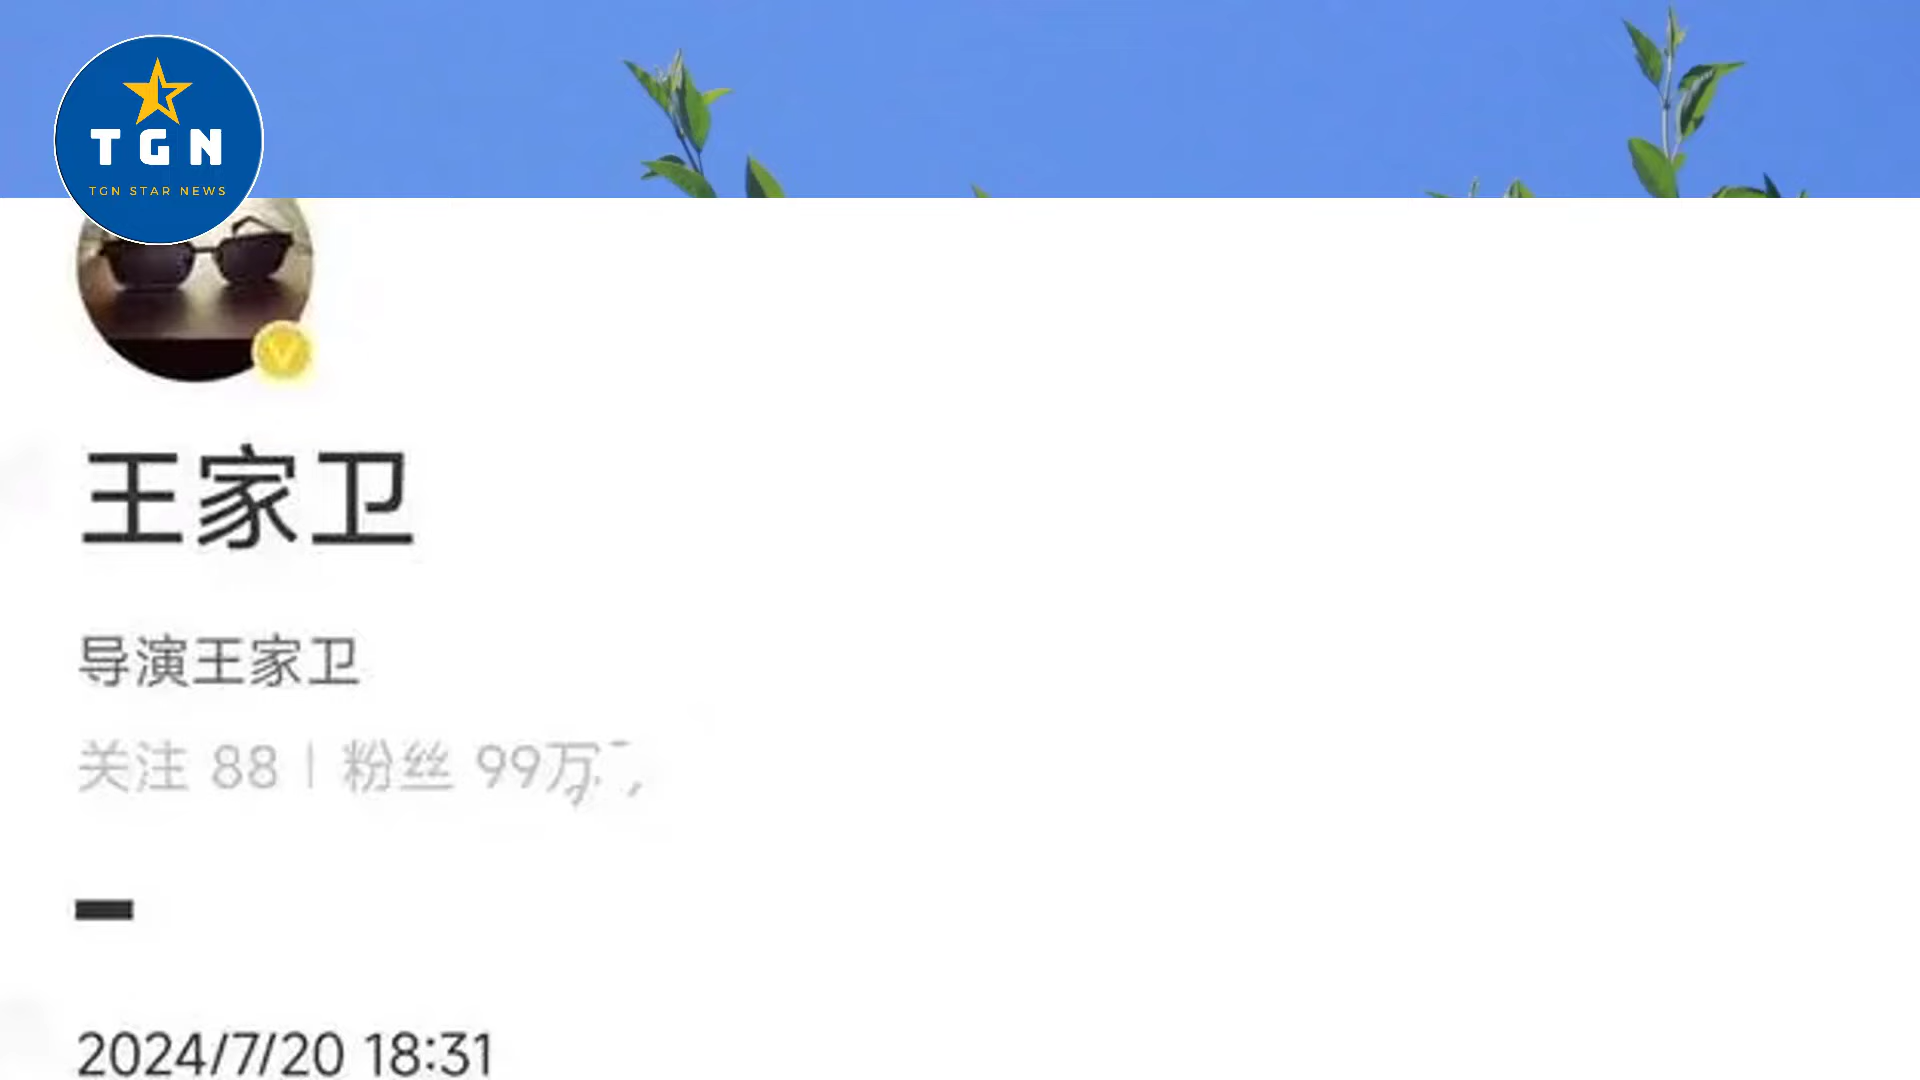 TGN
TGN STAR NEWS
王家卫
导演王家卫
关注 88 | 粉丝 99万
2024/7/20 18:31